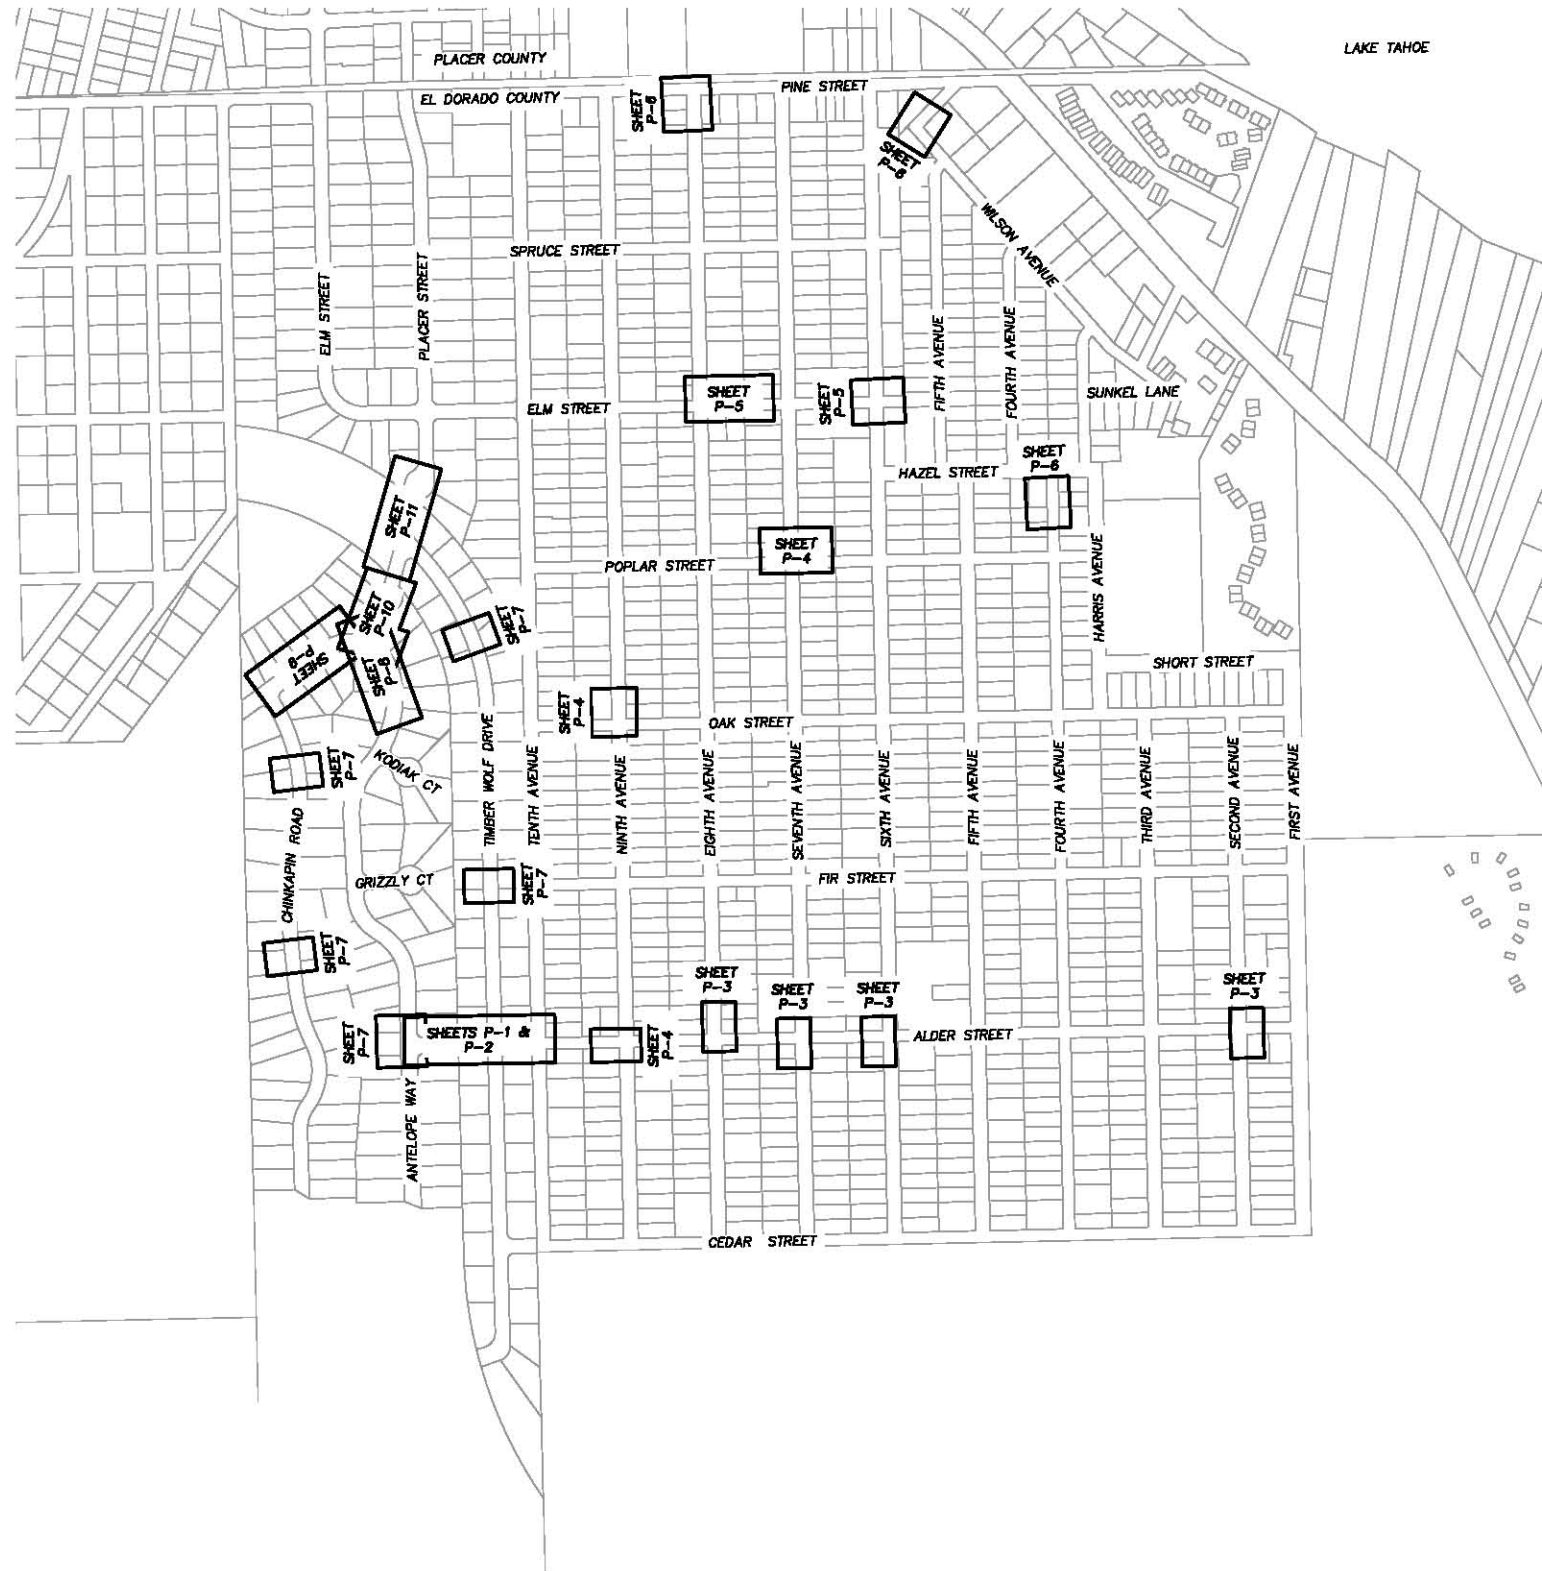 PLACER COUNTY
LAKE TAHOE
EL DORADO COUNTY
PINE STREET
SHEET
P-6
SHEET
P-6
WILSON AVENUE
SPRUCE STREET
ELM STREET
PLACER STREET
FIFTH AVENUE
FOURTH AVENUE
SHEET
P-5
SHEET
P-5
SUNKEL LANE
ELM STREET
SHEET
P-6
HAZEL STREET
SHEET
P-11
SHEET
P-4
POPLAR STREET
HARRIS AVENUE
SHEET
P-10
SHEET
P-7
SHEET
SHEET
P-8
SHORT STREET
SHEET
P-4
OAK STREET
SHEET
P-7
KODIAK CT
TIMBER WOLF DRIVE
TENTH AVENUE
NINTH AVENUE
EIGHTH AVENUE
SEVENTH AVENUE
SIXTH AVENUE
FIFTH AVENUE
FOURTH AVENUE
THIRD AVENUE
SECOND AVENUE
FIRST AVENUE
CHINKAPIN ROAD
GRIZZLY CT
SHEET
P-7
FIR STREET
SHEET
P-7
SHEET
P-3
SHEET
P-3
SHEET
P-3
SHEET
P-3
SHEET
P-7
SHEETS P-1 &
P-2
SHEET
P-4
ALDER STREET
ANTELOPE WAY
CEDAR STREET